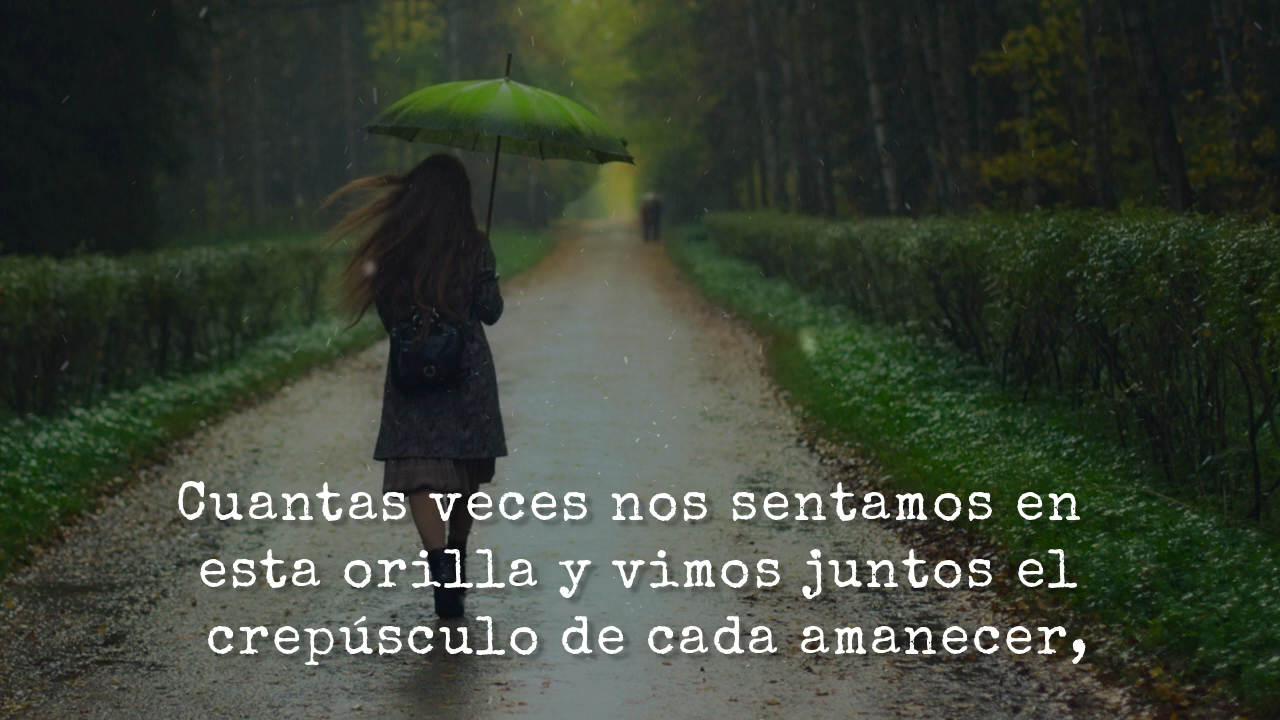 Cuantas veces nos sentamos en
esta orilla y vimos juntos el
crepúsculo de cada amanecer,